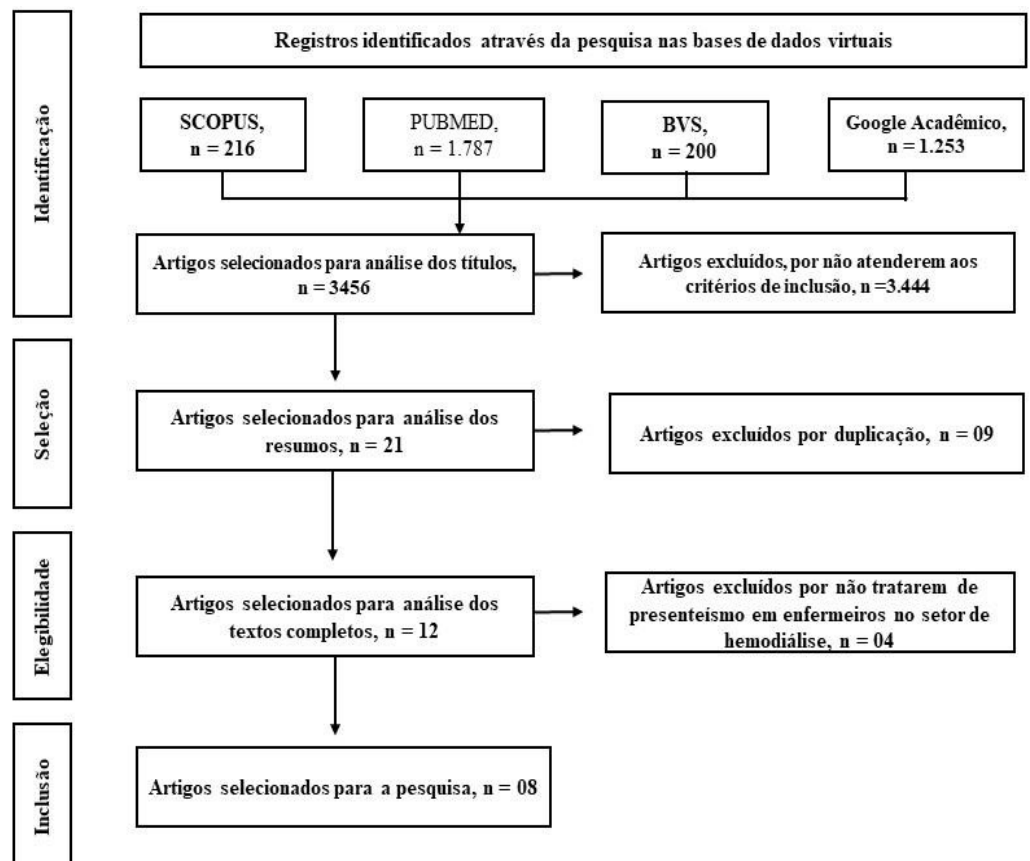 Identificação
Registros identificados através da pesquisa nas bases de dados virtuais
SCOPUS,
n = 216
PUBMED,
n = 1.787
BVS,
n = 200
Google Acadêmico,
n = 1.253
Artigos selecionados para análise dos títulos,
n = 3456
Artigos excluídos, por não atenderem aos
critérios de inclusão, n =3.444
Seleção
Artigos selecionados para análise dos
resumos, n = 21
Artigos excluídos por duplicação, n = 09
Elegibilidade
Artigos selecionados para análise dos
textos completos, n = 12
Artigos excluídos por não tratarem de
presenteísmo em enfermeiros no setor de
hemodiálise, n = 04
Inclusão
Artigos selecionados para a pesquisa, n = 08